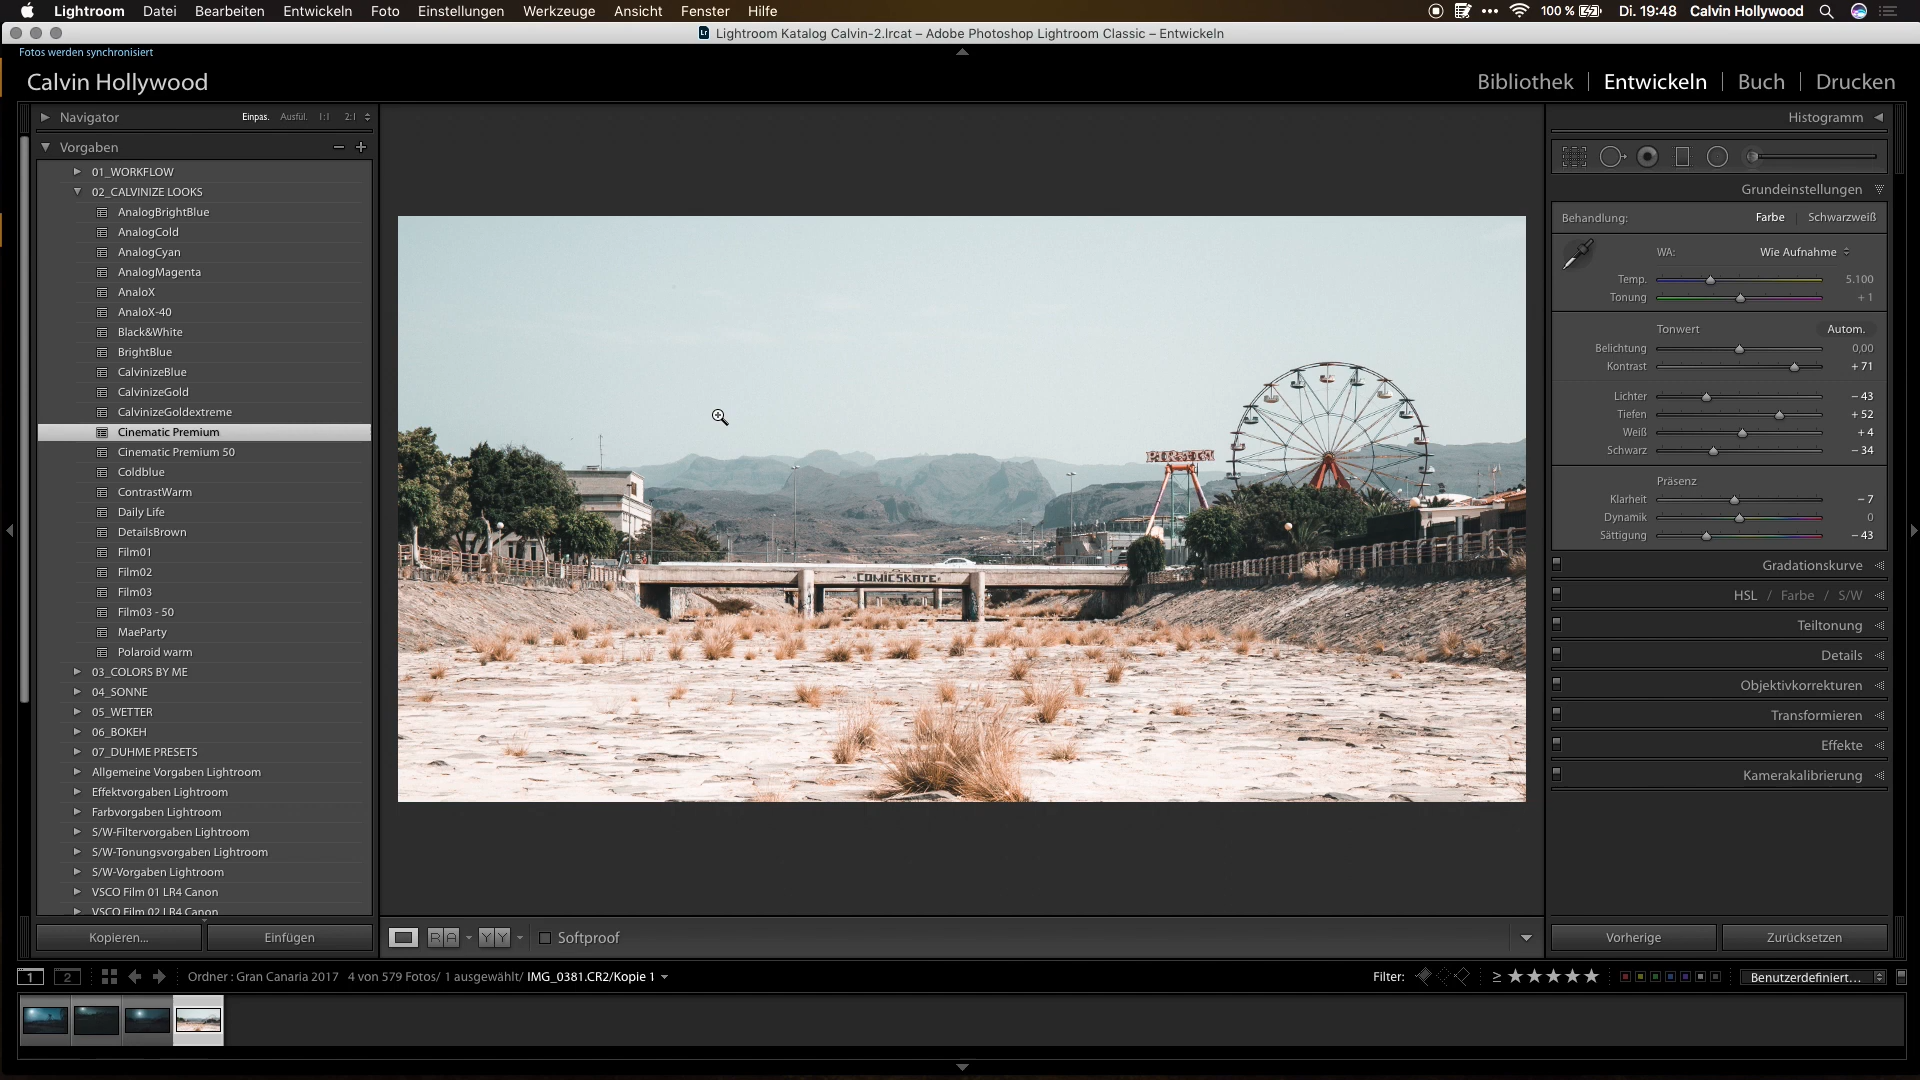 Lightroom Datei Bearbeiten Entwickeln Foto Einstellungen Werkzeuge Ansicht Fenster Hilfe 100 % Di. 19:48 Calvin Hollywood
Lightroom Katalog Calvin-2.lrcat – Adobe Photoshop Lightroom Classic – Entwickeln
Fotos werden synchronisiert
Calvin Hollywood
Bibliothek | Entwickeln | Buch | Drucken
Navigator Einpas. Ausfül. 1:1 2:1
Vorgaben
01_WORKFLOW
02_CALVINIZE LOOKS
AnalogBrightBlue
AnalogCold
AnalogCyan
AnalogMagenta
AnaloX
AnaloX-40
Black&White
BrightBlue
CalvinizeBlue
CalvinizeGold
CalvinizeGoldextreme
Cinematic Premium
Cinematic Premium 50
Coldblue
ContrastWarm
Daily Life
DetailsBrown
Film01
Film02
Film03
Film03 - 50
MaeParty
Polaroid warm
03_COLORS BY ME
04_SONNE
05_WETTER
06_BOKEH
07_DUHME PRESETS
Allgemeine Vorgaben Lightroom
Effektvorgaben Lightroom
Farbvorgaben Lightroom
S/W-Filtervorgaben Lightroom
S/W-Tonungsvorgaben Lightroom
S/W-Vorgaben Lightroom
VSCO Film 01 LR4 Canon
VSCO Film 02 LR4 Canon
Kopieren... Einfügen
COMICSKATE
Softproof
Histogramm
Grundeinstellungen
Behandlung: Farbe | Schwarzweiß
WA: Wie Aufnahme
Temp. 5.100
Tonung + 1
Tonwert Autom.
Belichtung 0,00
Kontrast + 71
Lichter – 43
Tiefen + 52
Weiß + 4
Schwarz – 34
Präsenz
Klarheit – 7
Dynamik 0
Sättigung – 43
Gradationskurve
HSL / Farbe / S/W
Teiltonung
Details
Objektivkorrekturen
Transformieren
Effekte
Kamerakalibrierung
Vorherige Zurücksetzen
1 2 Ordner : Gran Canaria 2017 4 von 579 Fotos/ 1 ausgewählt/ IMG_0381.CR2/Kopie 1 Filter: ≥ ★★★★★ Benutzerdefiniert...